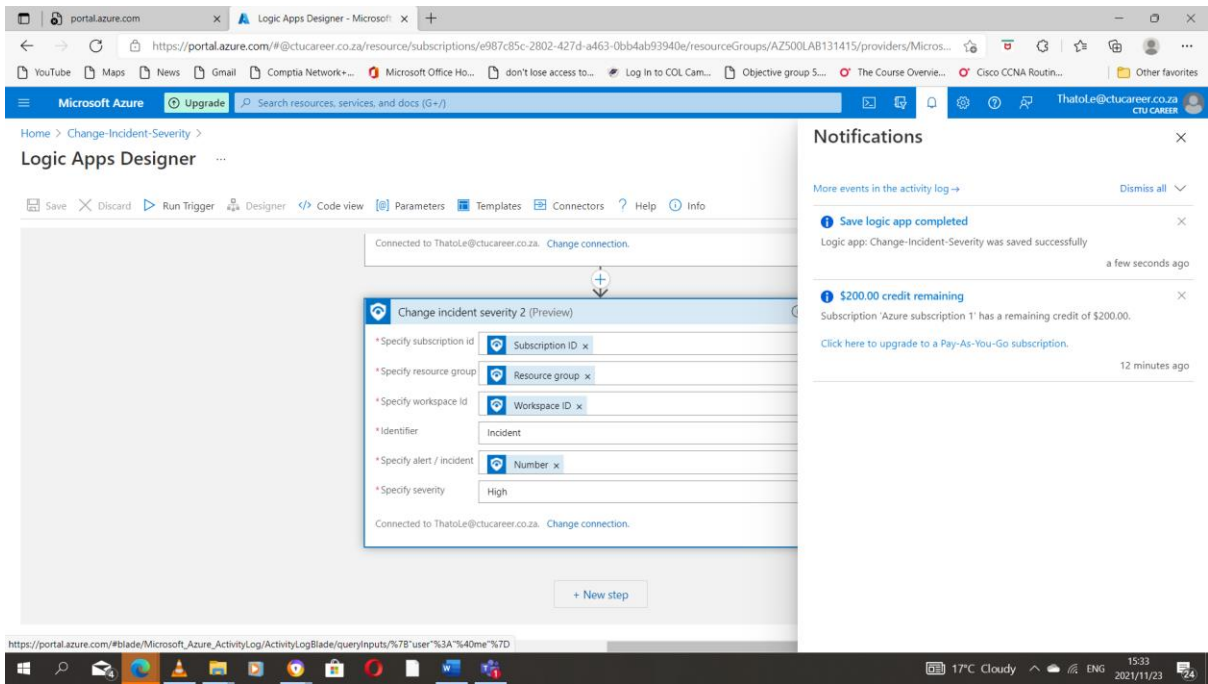 portal.azure.com
Logic Apps Designer - Microsoft
https://portal.azure.com/#@ctucareer.co.za/resource/subscriptions/e987c85c-2802-427d-a463-0bb4ab93940e/resourceGroups/AZ500LAB131415/providers/Micros...
YouTube Maps News Gmail Comptia Network+... Microsoft Office Ho... don't lose access to... Log In to COL Cam... Objective group 5.... The Course Overvie... Cisco CCNA Routin... Other favorites
Microsoft Azure Upgrade Search resources, services, and docs (G+/) ThatoLe@ctucareer.co.za
CTU CAREER
Home > Change-Incident-Severity >
Logic Apps Designer ...
Save Discard Run Trigger Designer Code view Parameters Templates Connectors Help Info
Connected to ThatoLe@ctucareer.co.za. Change connection.
Change incident severity 2 (Preview)
*Specify subscription id Subscription ID ×
*Specify resource group Resource group ×
*Specify workspace Id Workspace ID ×
*Identifier Incident
*Specify alert / incident Number ×
*Specify severity High
Connected to ThatoLe@ctucareer.co.za. Change connection.
+ New step
Notifications
More events in the activity log → Dismiss all
Save logic app completed
Logic app: Change-Incident-Severity was saved successfully
a few seconds ago
$200.00 credit remaining
Subscription 'Azure subscription 1' has a remaining credit of $200.00.
Click here to upgrade to a Pay-As-You-Go subscription.
12 minutes ago
https://portal.azure.com/#blade/Microsoft_Azure_ActivityLog/ActivityLogBlade/queryInputs/%7B"user"%3A"%40me"%7D
17°C Cloudy ENG 15:33
2021/11/23
24